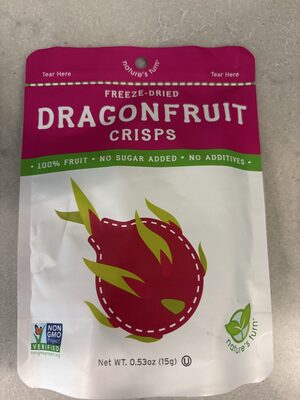 nature's turn®
Tear Here Tear Here
FREEZE-DRIED
DRAGONFRUIT
CRISPS
• 100% FRUIT • NO SUGAR ADDED • NO ADDITIVES •
NON
GMO
Project
VERIFIED
nongmoproject.org
nature's turn®
Net WT. 0.53oz (15g) U